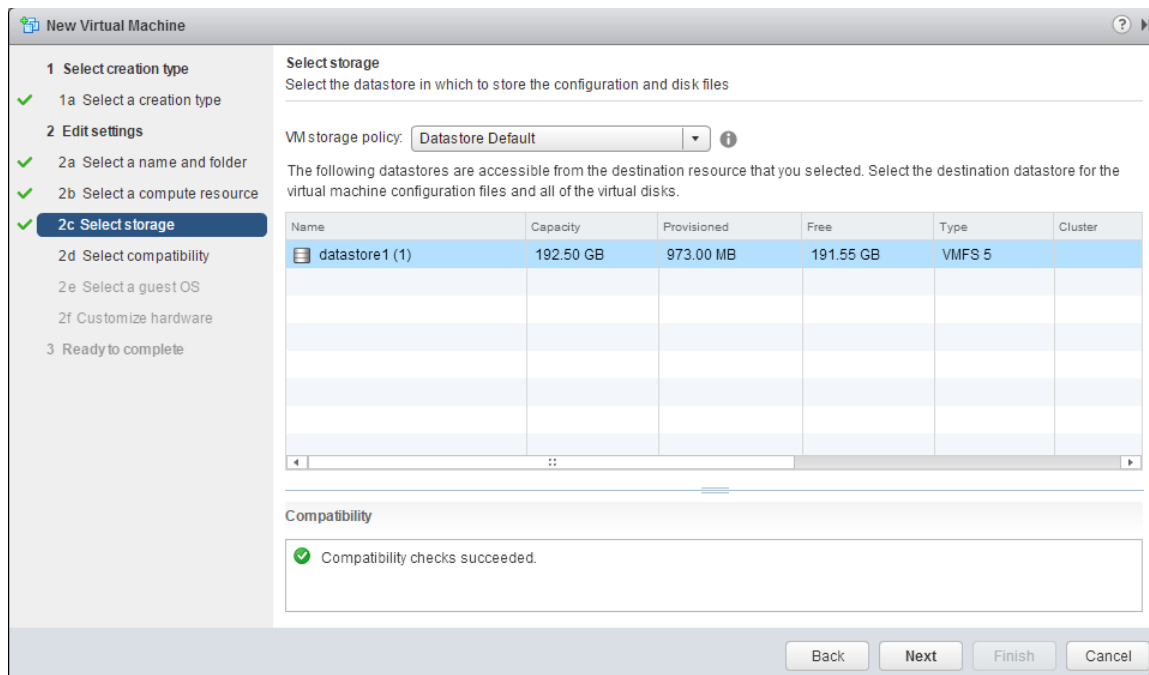 New Virtual Machine
1 Select creation type
1a Select a creation type
2 Edit settings
2a Select a name and folder
2b Select a compute resource
2c Select storage
2d Select compatibility
2e Select a guest OS
2f Customize hardware
3 Ready to complete
Select storage
Select the datastore in which to store the configuration and disk files
VM storage policy: Datastore Default
The following datastores are accessible from the destination resource that you selected. Select the destination datastore for the
virtual machine configuration files and all of the virtual disks.
Name Capacity Provisioned Free Type Cluster
datastore1 (1) 192.50 GB 973.00 MB 191.55 GB VMFS 5
Compatibility
Compatibility checks succeeded.
Back Next Finish Cancel